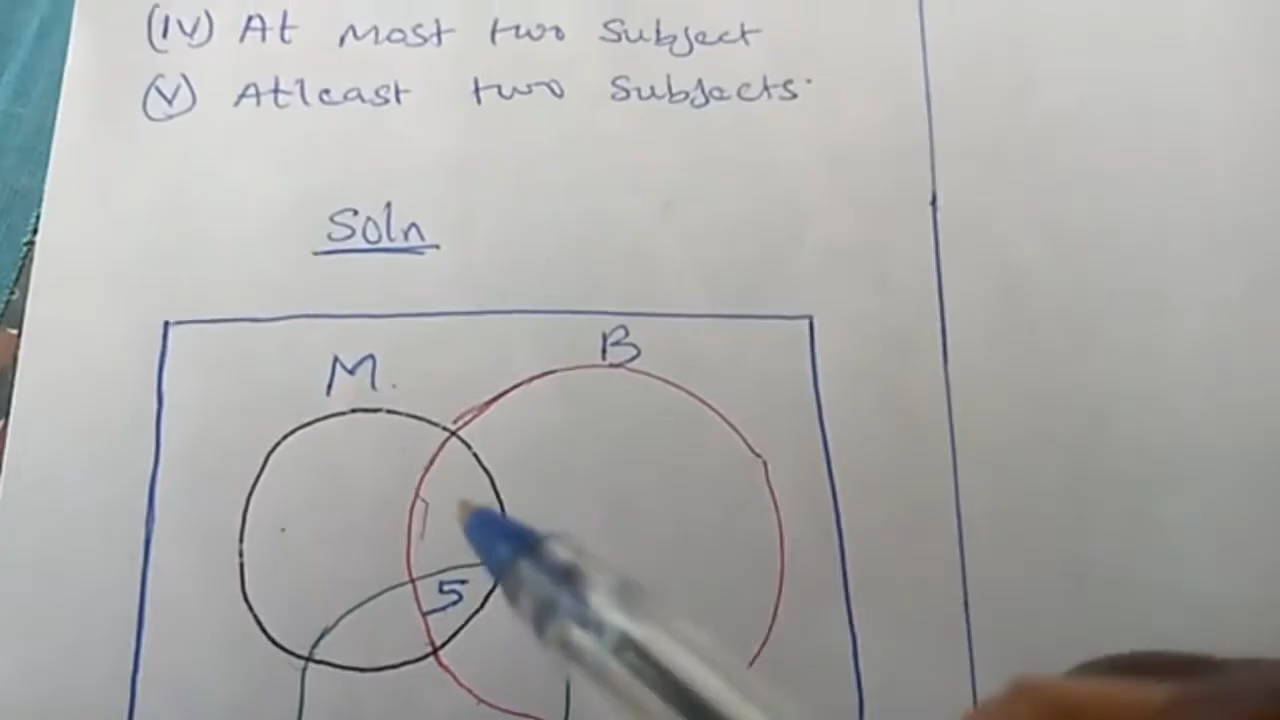 (IV) At most two subject
(V) Atleast two subjects.
Soln
M.
B
5